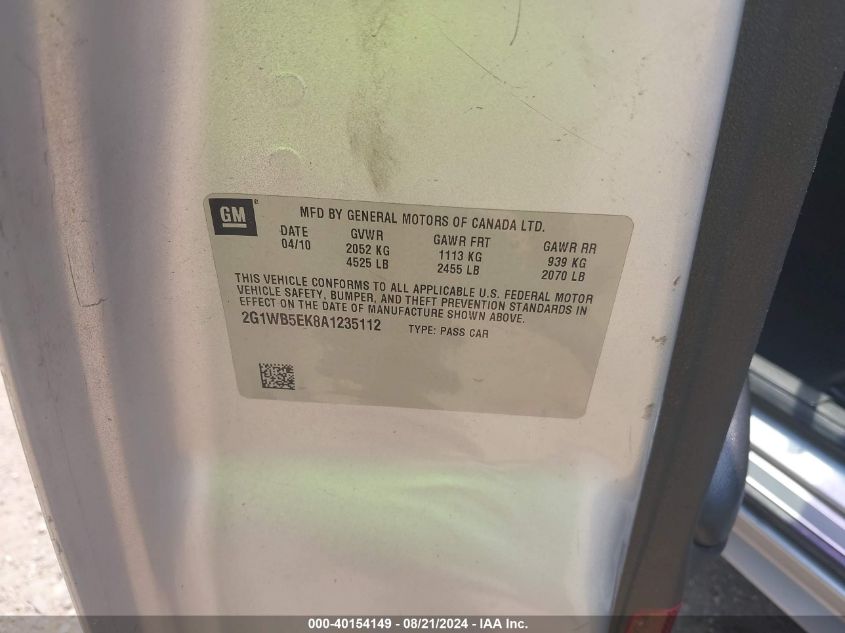 GM
MFD BY GENERAL MOTORS OF CANADA LTD.
DATE GVWR GAWR FRT GAWR RR
04/10 2052 KG 1113 KG 939 KG
4525 LB 2455 LB 2070 LB
THIS VEHICLE CONFORMS TO ALL APPLICABLE U.S. FEDERAL MOTOR
VEHICLE SAFETY, BUMPER, AND THEFT PREVENTION STANDARDS IN
EFFECT ON THE DATE OF MANUFACTURE SHOWN ABOVE.
2G1WB5EK8A1235112 TYPE: PASS CAR
000-40154149 - 08/21/2024 - IAA Inc.